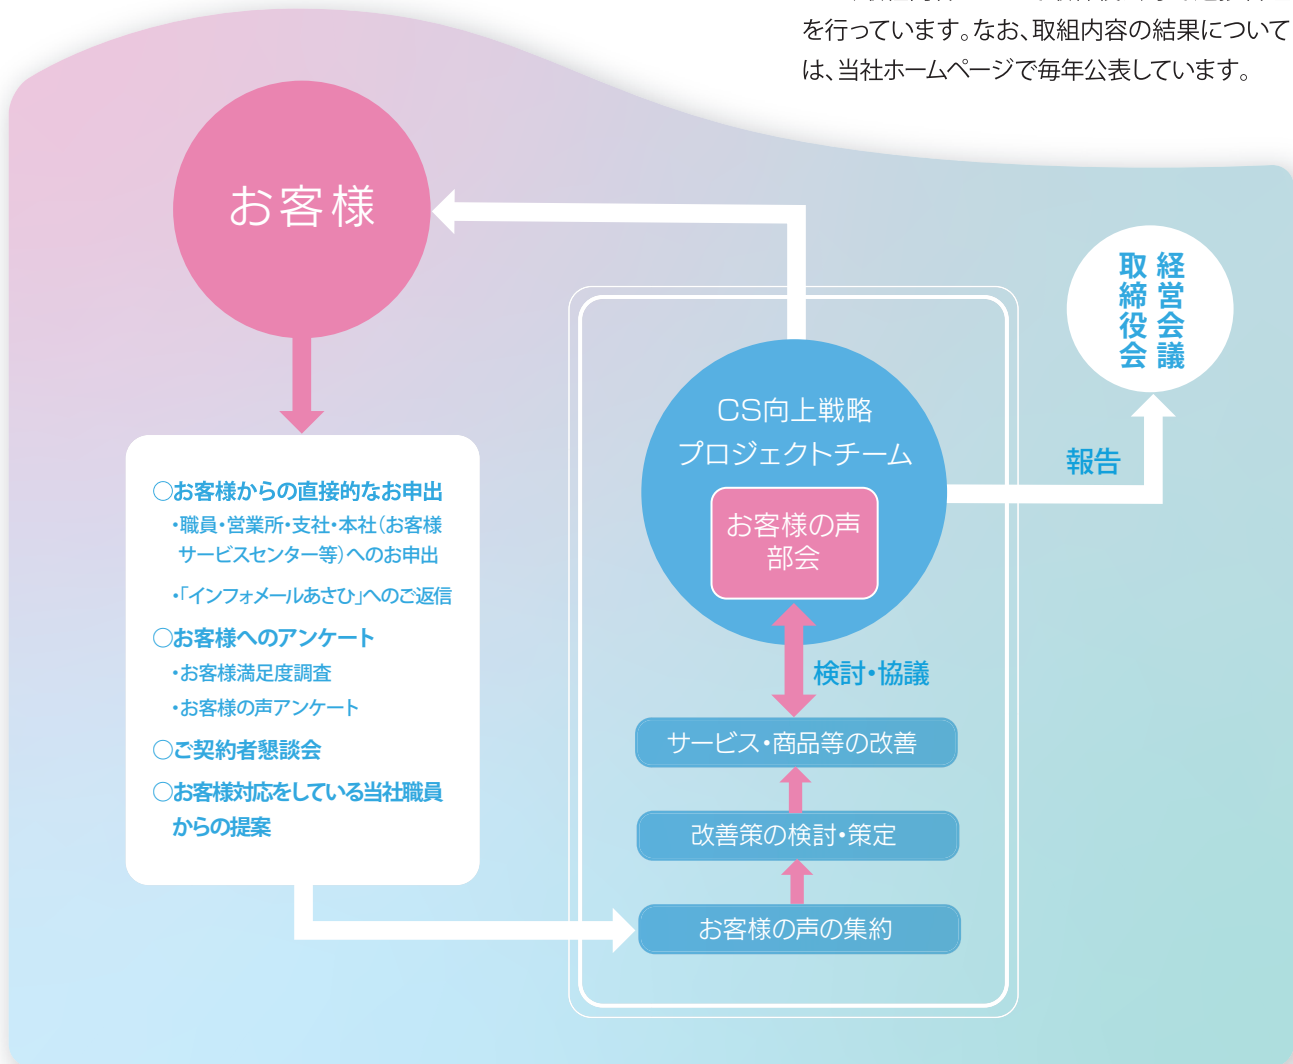 を行っています。なお、取組内容の結果について
は、当社ホームページで毎年公表しています。
お客様
経営会議
取締役会
CS向上戦略
プロジェクトチーム
お客様の声
部会
報告
○お客様からの直接的なお申出
・職員・営業所・支社・本社(お客様
サービスセンター等)へのお申出
・「インフォメールあさひ」へのご返信
○お客様へのアンケート
・お客様満足度調査
・お客様の声アンケート
○ご契約者懇談会
○お客様対応をしている当社職員
からの提案
検討・協議
サービス・商品等の改善
改善策の検討・策定
お客様の声の集約